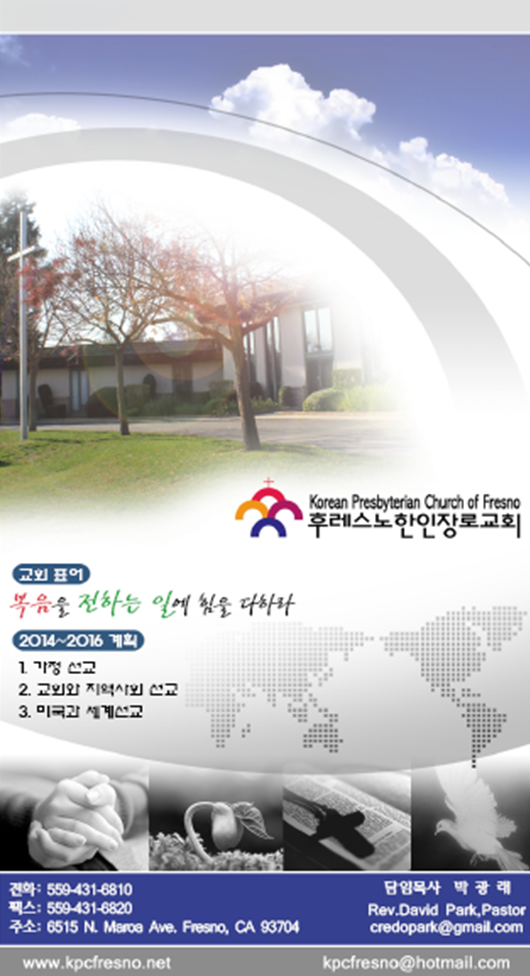 Korean Presbyterian Church of Fresno
후레스노한인장로교회
교회 표어
복음을 전하는 일에 힘을 다하라
2014~2016 계획
1. 가정 선교
2. 교회와 지역사회 선교
3. 미국과 세계선교
전화: 559-431-6810
팩스: 559-431-6820
주소: 6515 N. Maroa Ave. Fresno, CA 93704
담임목사 박 광 래
Rev.David Park,Pastor
credopark@gmail.com
www.kpcfresno.net
kpcfresno@hotmail.com